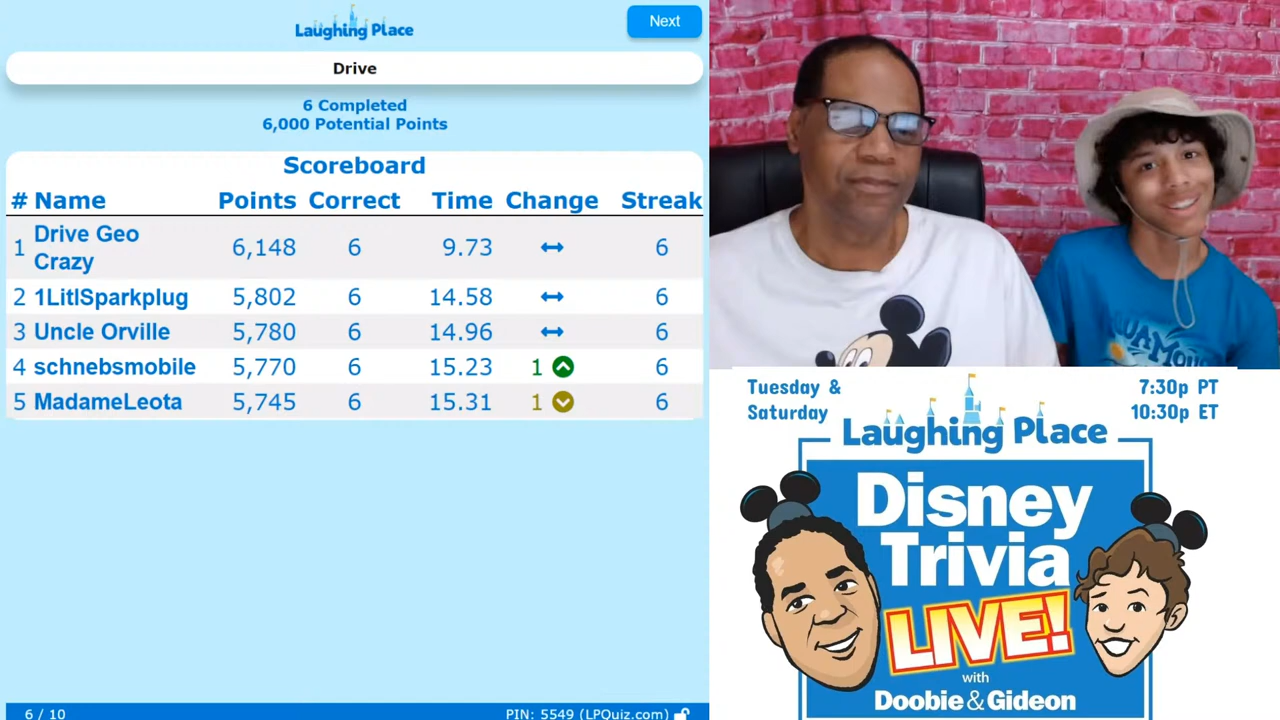 Laughing Place
Next
Drive
6 Completed
6,000 Potential Points
Scoreboard
# Name Points Correct Time Change Streak
1 Drive Geo Crazy 6,148 6 9.73 6
2 1LitlSparkplug 5,802 6 14.58 6
3 Uncle Orville 5,780 6 14.96 6
4 schnebsmobile 5,770 6 15.23 1 6
5 MadameLeota 5,745 6 15.31 1 6
6 / 10
PIN: 5549 (LPQuiz.com)
Tuesday & 7:30p PT
Saturday 10:30p ET
Laughing Place
Disney
Trivia
LIVE!
with
Doobie & Gideon